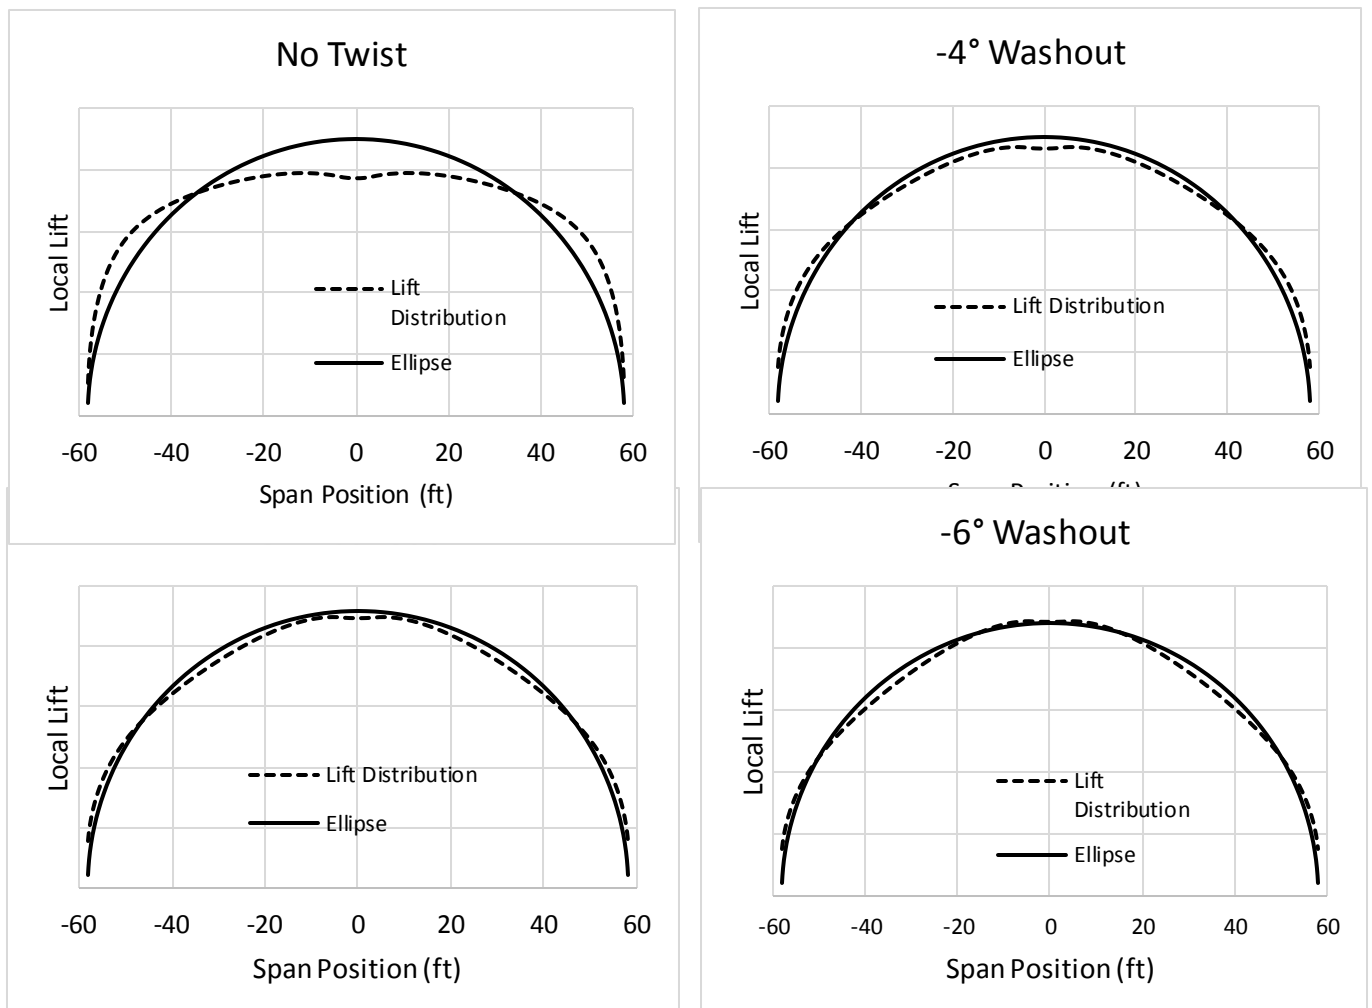 No Twist
Local Lift
Lift
Distribution
Ellipse
-60 -40 -20 0 20 40 60
Span Position (ft)
-4° Washout
Local Lift
Lift Distribution
Ellipse
-60 -40 -20 0 20 40 60
Span Position (ft)
Local Lift
Lift Distribution
Ellipse
-60 -40 -20 0 20 40 60
Span Position (ft)
-6° Washout
Local Lift
Lift
Distribution
Ellipse
-60 -40 -20 0 20 40 60
Span Position (ft)